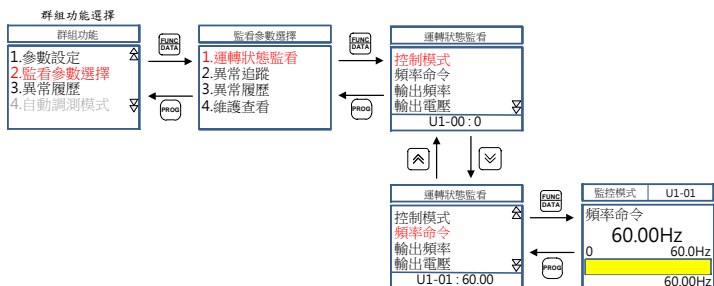 群組功能選擇
群組功能
1.參數設定
2.監看參數選擇
3.異常履歷
4.自動調測模式
FUNC DATA
PROG
監看參數選擇
1.運轉狀態監看
2.異常追蹤
3.異常履歷
4.維護查看
FUNC DATA
PROG
運轉狀態監看
控制模式
頻率命令
輸出頻率
輸出電壓
U1-00 : 0
運轉狀態監看
控制模式
頻率命令
輸出頻率
輸出電壓
U1-01 : 60.00
FUNC DATA
PROG
監控模式 U1-01
頻率命令
60.00Hz
0 60.0Hz
60.00Hz